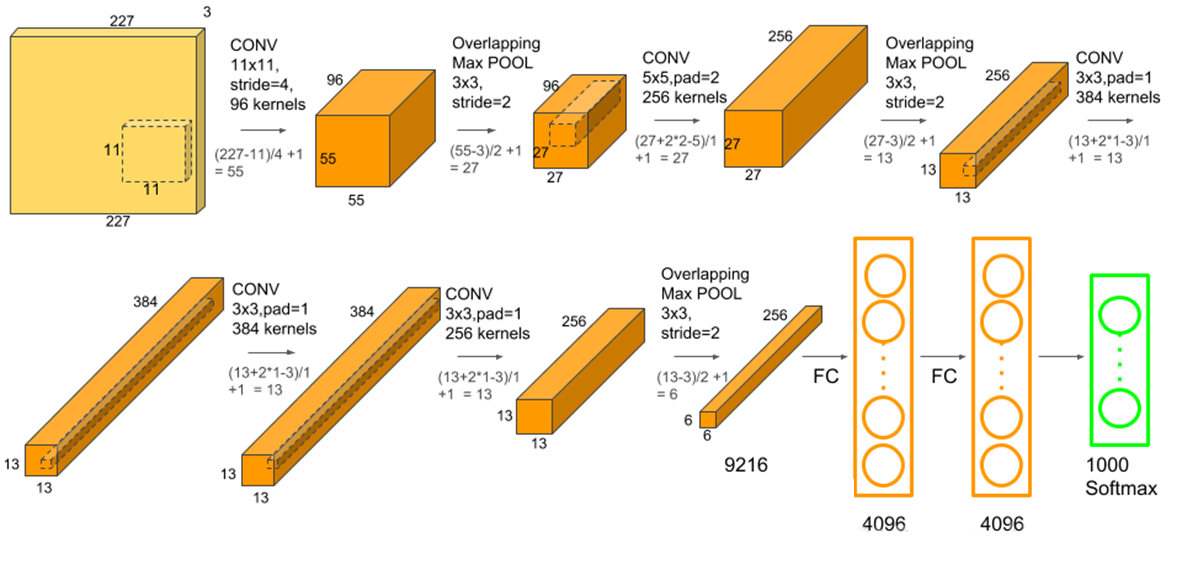 227
3
11
11
227
CONV
11x11,
stride=4,
96 kernels
(227-11)/4 +1
= 55
96
55
55
Overlapping
Max POOL
3x3,
stride=2
(55-3)/2 +1
= 27
96
27
27
CONV
5x5,pad=2
256 kernels
(27+2*2-5)/1
+1 = 27
256
27
27
Overlapping
Max POOL
3x3,
stride=2
(27-3)/2 +1
= 13
256
13
13
CONV
3x3,pad=1
384 kernels
(13+2*1-3)/1
+1 = 13
384
13
13
CONV
3x3,pad=1
384 kernels
(13+2*1-3)/1
+1 = 13
384
13
13
CONV
3x3,pad=1
256 kernels
(13+2*1-3)/1
+1 = 13
256
13
13
Overlapping
Max POOL
3x3,
stride=2
(13-3)/2 +1
= 6
256
6
6
9216
FC
4096
FC
4096
1000
Softmax